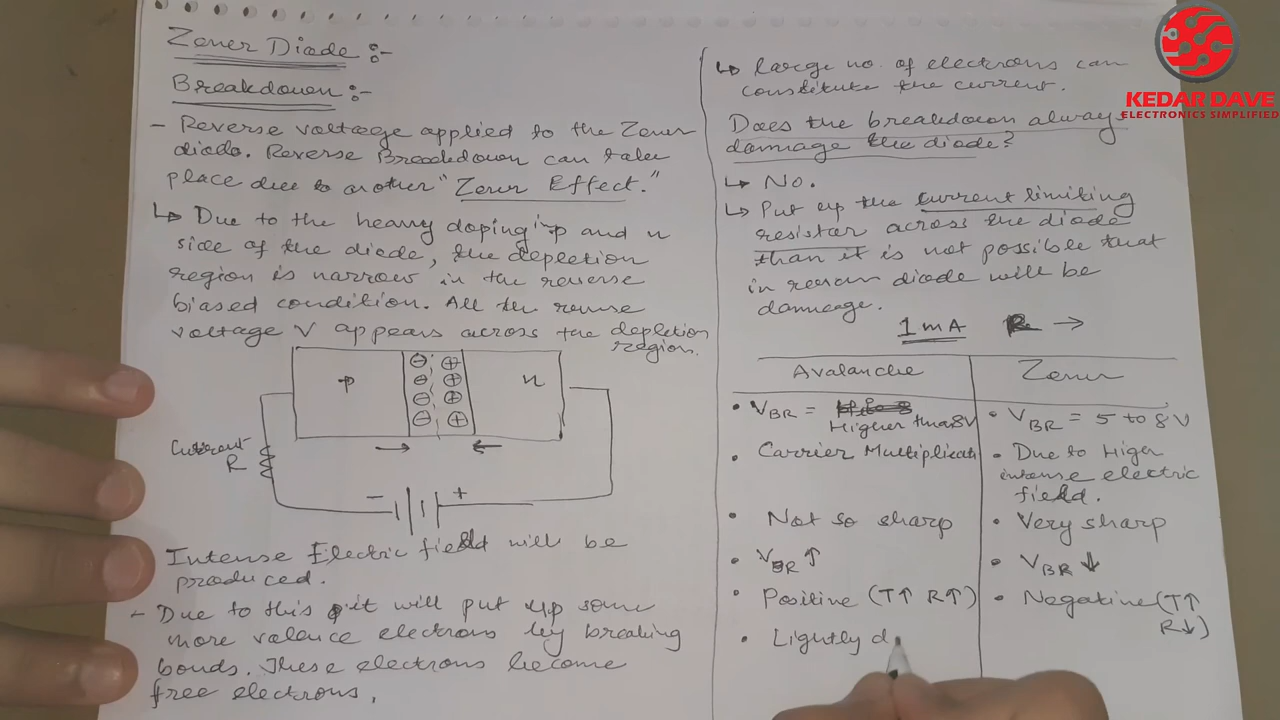 Zener Diode :-
Breakdown :-
- Reverse voltage applied to the Zener
diode. Reverse Breakdown can take
place due to another "Zener Effect."
↳ Due to the heavy doping p and n
side of the diode, the depletion
region is narrow in the reverse
biased condition. All the reverse
voltage V appears across the depletion
region.
p
⊖ ⊕
⊖ ⊕
⊖ ⊕
⊖ ⊕
n
→ ←
Current
R
- +
Intense Electric field will be
produced.
- Due to this it will put up some
more valence electrons by breaking
bonds. These electrons become
free electrons,
↳ large no. of electrons can
constitute the current.
Does the breakdown always
damage the diode?
↳ No.
↳ Put up the current limiting
resistor across the diode
than it is not possible that
in diode will be
damage.
1 mA →
Avalanche Zener
• VBR = Higher than 8V
• Carrier Multiplicati
• Not so sharp
• VBR ↑
• Positive (T↑ R↑)
• Lightly d
• VBR = 5 to 8V
• Due to Higer
intense electric
field.
• Very sharp
• VBR ↓
• Negative (T↑
R↓)
KEDAR DAVE
ELECTRONICS SIMPLIFIED